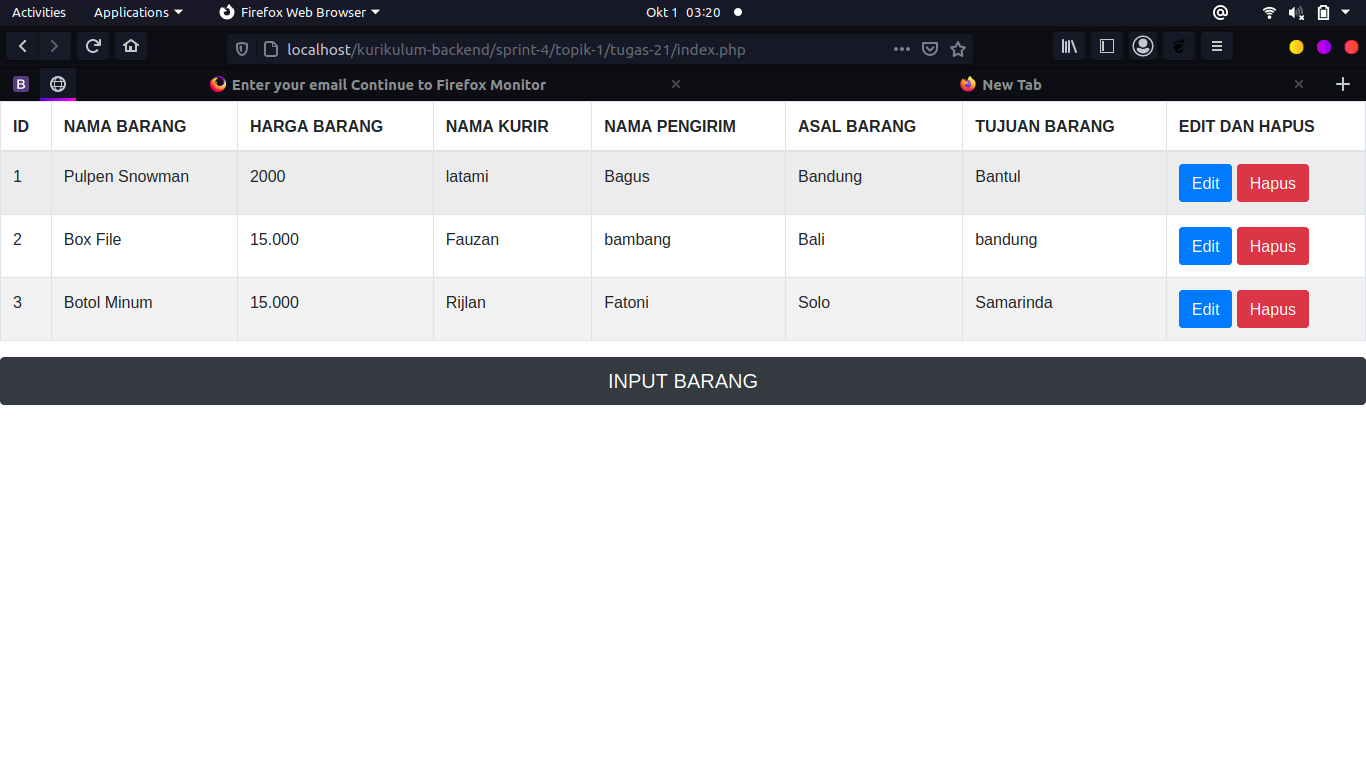 Activities Applications Firefox Web Browser Okt 1 03:20
localhost/kurikulum-backend/sprint-4/topik-1/tugas-21/index.php
B Enter your email Continue to Firefox Monitor New Tab
ID NAMA BARANG HARGA BARANG NAMA KURIR NAMA PENGIRIM ASAL BARANG TUJUAN BARANG EDIT DAN HAPUS
1 Pulpen Snowman 2000 latami Bagus Bandung Bantul Edit Hapus
2 Box File 15.000 Fauzan bambang Bali bandung Edit Hapus
3 Botol Minum 15.000 Rijlan Fatoni Solo Samarinda Edit Hapus
INPUT BARANG